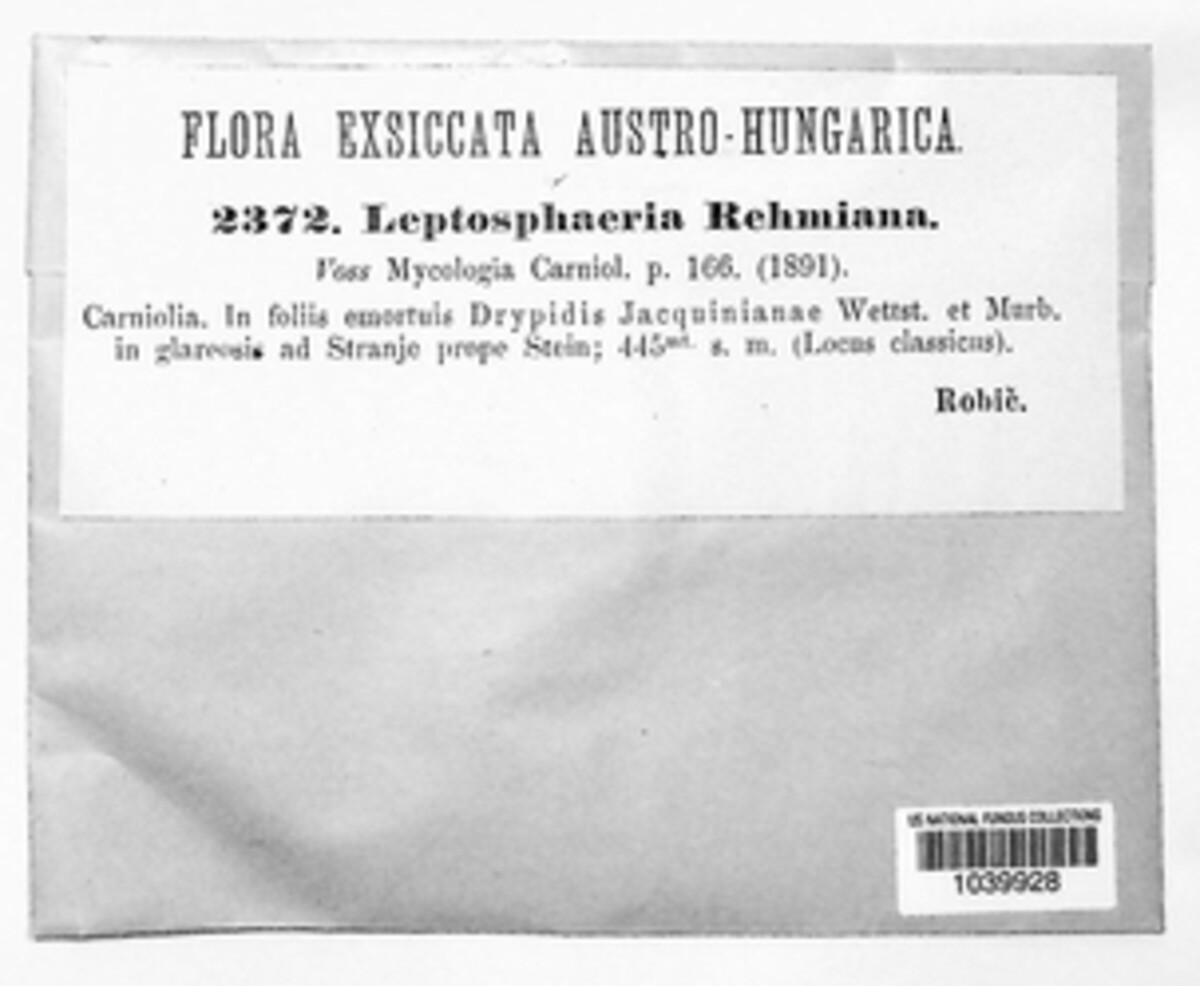 FLORA EXSICCATA AUSTRO-HUNGARICA.
2372. Leptosphaeria Rehmiana.
Voss Mycologia Carniol. p. 166. (1891).
Carniolia. In foliis emortuis Drypidis Jacquinianae Wettst. et Murb.
in glareosis ad Stranje prope Stein; 445mt. s. m. (Locus classicus).
Robič.
US NATIONAL FUNGUS COLLECTIONS
1039928